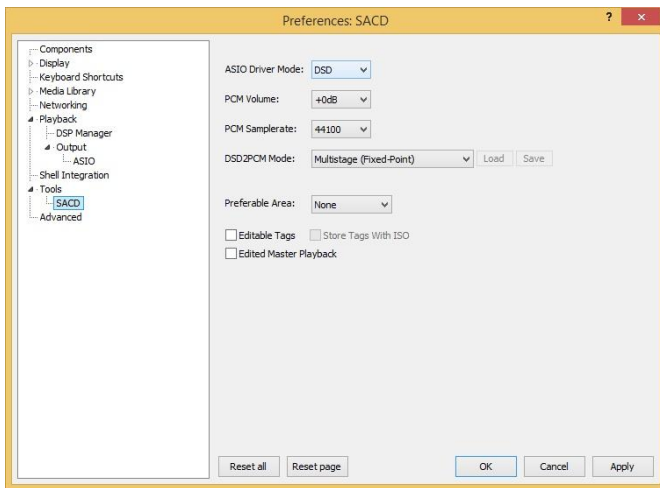 Preferences: SACD
?
x
Components
Display
Keyboard Shortcuts
Media Library
Networking
Playback
DSP Manager
Output
ASIO
Shell Integration
Tools
SACD
Advanced
ASIO Driver Mode: DSD
PCM Volume: +0dB
PCM Samplerate: 44100
DSD2PCM Mode: Multistage (Fixed-Point) Load Save
Preferable Area: None
Editable Tags Store Tags With ISO
Edited Master Playback
Reset all Reset page OK Cancel Apply